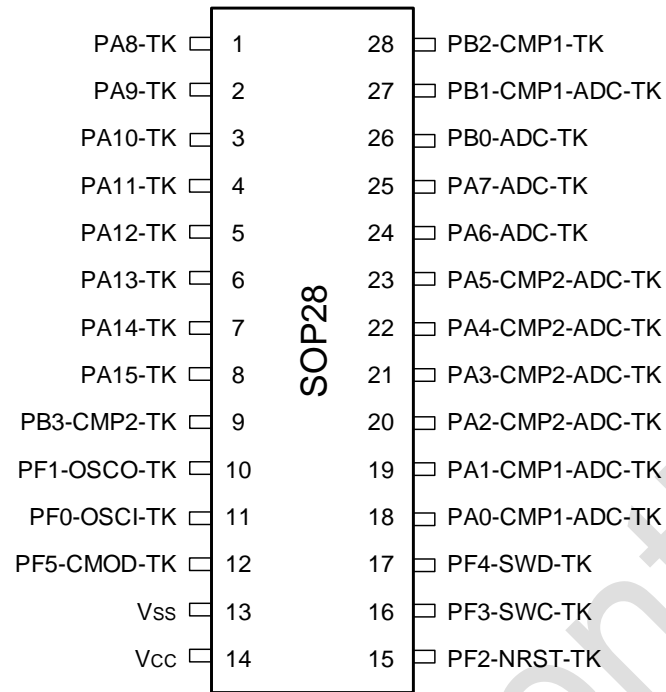 PA8-TK 1 28 PB2-CMP1-TK
PA9-TK 2 27 PB1-CMP1-ADC-TK
PA10-TK 3 26 PB0-ADC-TK
PA11-TK 4 25 PA7-ADC-TK
PA12-TK 5 24 PA6-ADC-TK
PA13-TK 6 23 PA5-CMP2-ADC-TK
PA14-TK 7 22 PA4-CMP2-ADC-TK
PA15-TK 8 21 PA3-CMP2-ADC-TK
PB3-CMP2-TK 9 20 PA2-CMP2-ADC-TK
PF1-OSCO-TK 10 19 PA1-CMP1-ADC-TK
PF0-OSCI-TK 11 18 PA0-CMP1-ADC-TK
PF5-CMOD-TK 12 17 PF4-SWD-TK
Vss 13 16 PF3-SWC-TK
Vcc 14 15 PF2-NRST-TK
SOP28